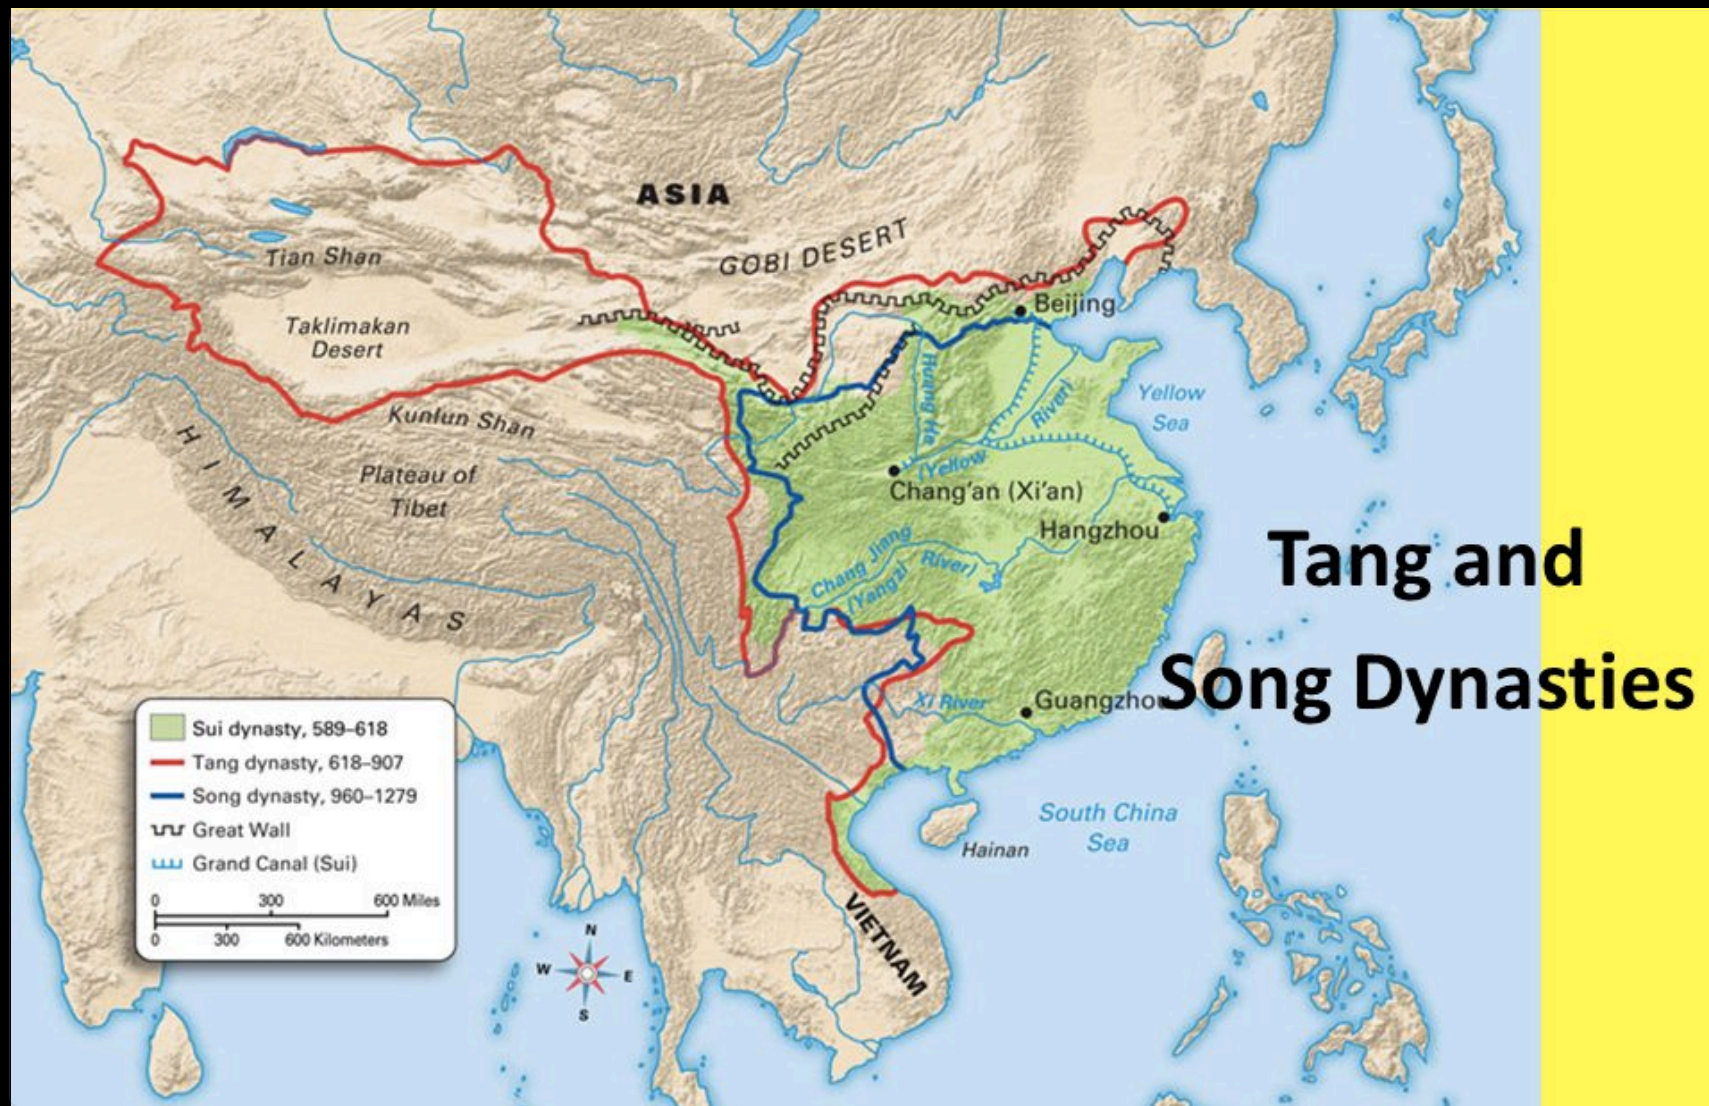 ASIA
GOBI DESERT
Tian Shan
Beijing
Taklimakan
Desert
Huang He
(Yellow
River)
Yellow
Sea
Kunlun Shan
HIMALAYAS
Plateau of
Tibet
Chang'an (Xi'an)
Hangzhou
Chang Jiang
(Yangzi
River)
Tang and
Song Dynasties
Xi River
Guangzhou
Sui dynasty, 589–618
Tang dynasty, 618–907
Song dynasty, 960–1279
Great Wall
Grand Canal (Sui)
0 300 600 Miles
0 300 600 Kilometers
South China
Sea
Hainan
VIETNAM
N
W E
S